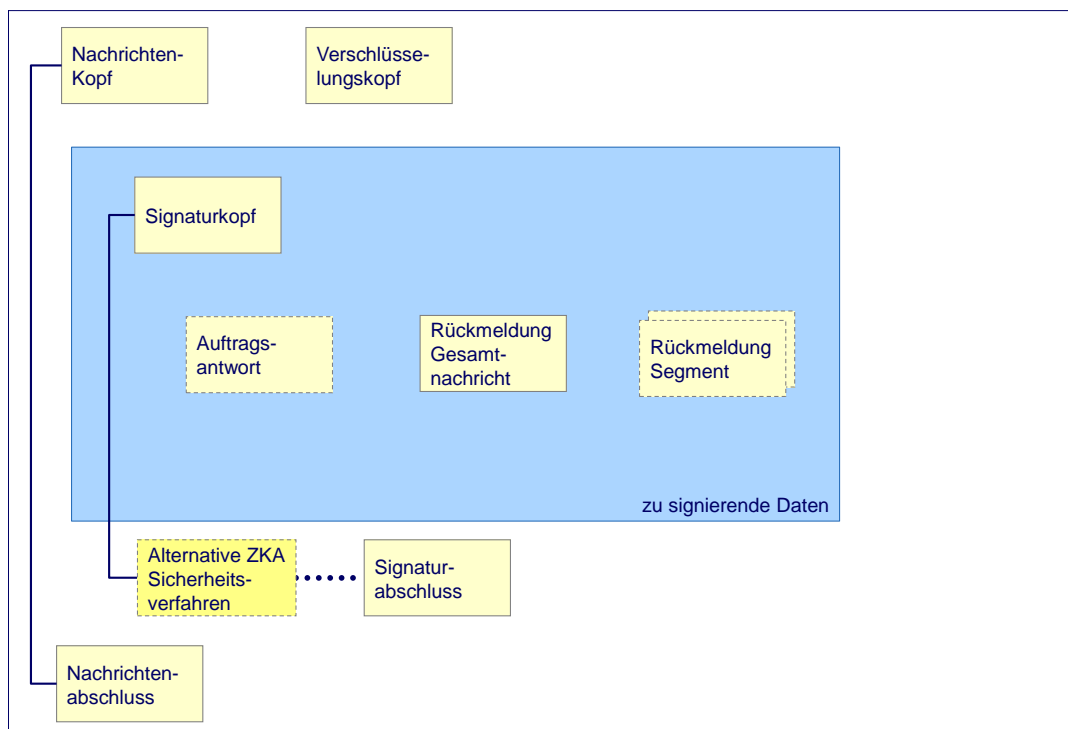 Nachrichten-
Kopf
Verschlüsse-
lungskopf
Signaturkopf
Auftrags-
antwort
Rückmeldung
Gesamt-
nachricht
Rückmeldung
Segment
zu signierende Daten
Alternative ZKA
Sicherheits-
verfahren
Signatur-
abschluss
Nachrichten-
abschluss